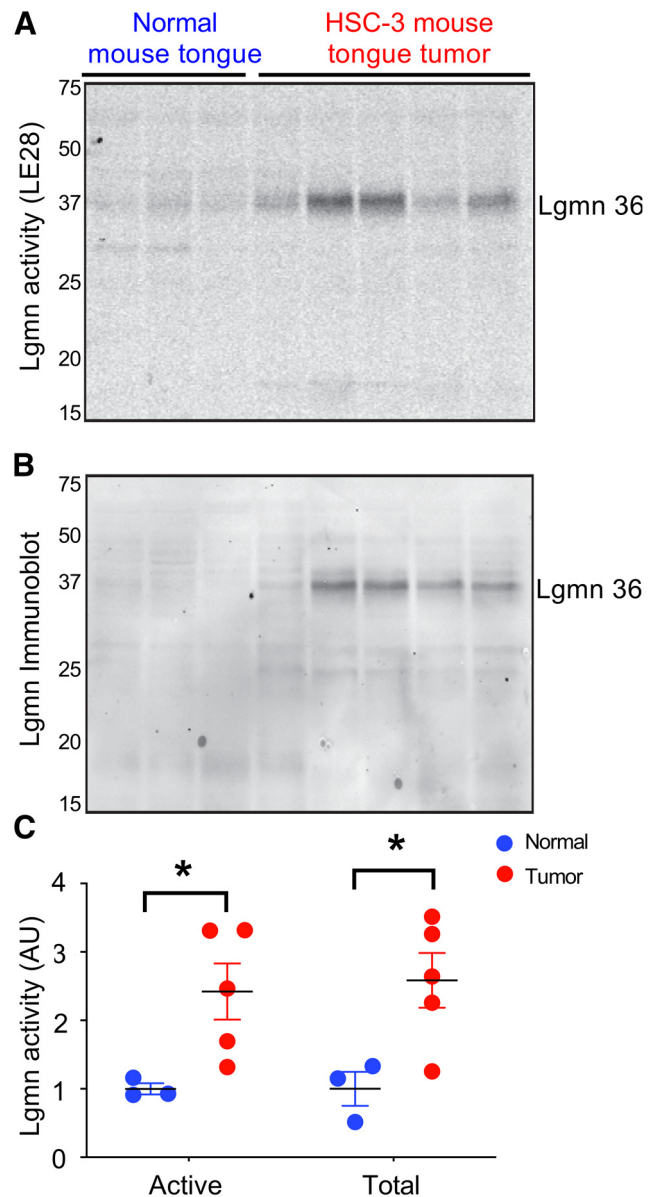 A
Normal
mouse tongue
HSC-3 mouse
tongue tumor
Lgmn activity (LE28)
75
50
37
25
20
15
Lgmn 36
B
Lgmn Immunoblot
75
50
37
25
20
15
Lgmn 36
C
Normal
Tumor
* *
Lgmn activity (AU)
4
3
2
1
0
Active Total